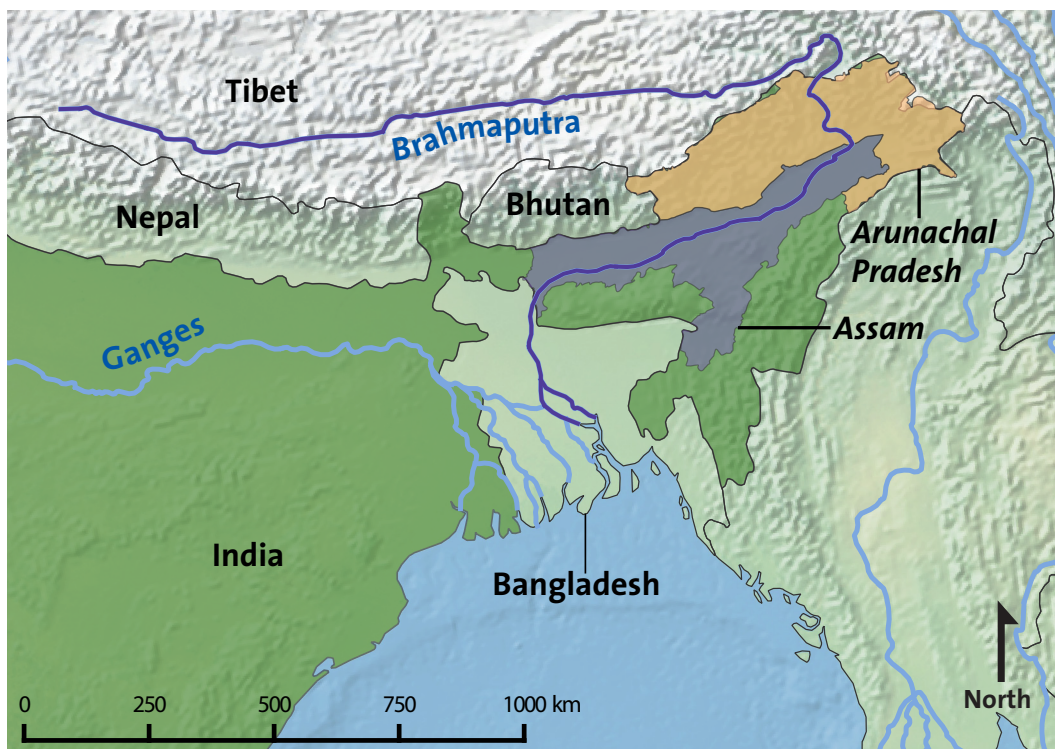 Tibet
Brahmaputra
Nepal
Bhutan
Arunachal
Pradesh
Ganges
Assam
India
Bangladesh
0 250 500 750 1000 km
North